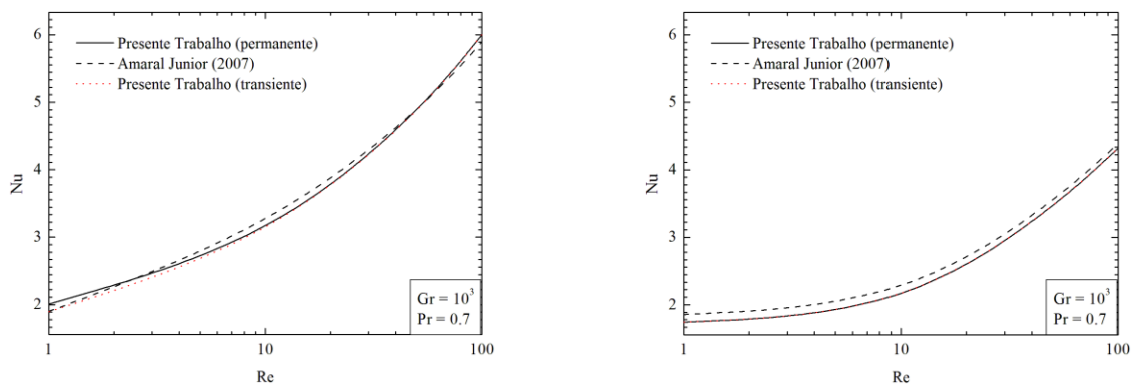 6
5
4
3
2
Nu
Presente Trabalho (permanente)
Amaral Junior (2007)
Presente Trabalho (transiente)
Gr = 10³
Pr = 0.7
1
10
100
Re
6
5
4
3
2
Nu
Presente Trabalho (permanente)
Amaral Junior (2007)
Presente Trabalho (transiente)
Gr = 10³
Pr = 0.7
1
10
100
Re